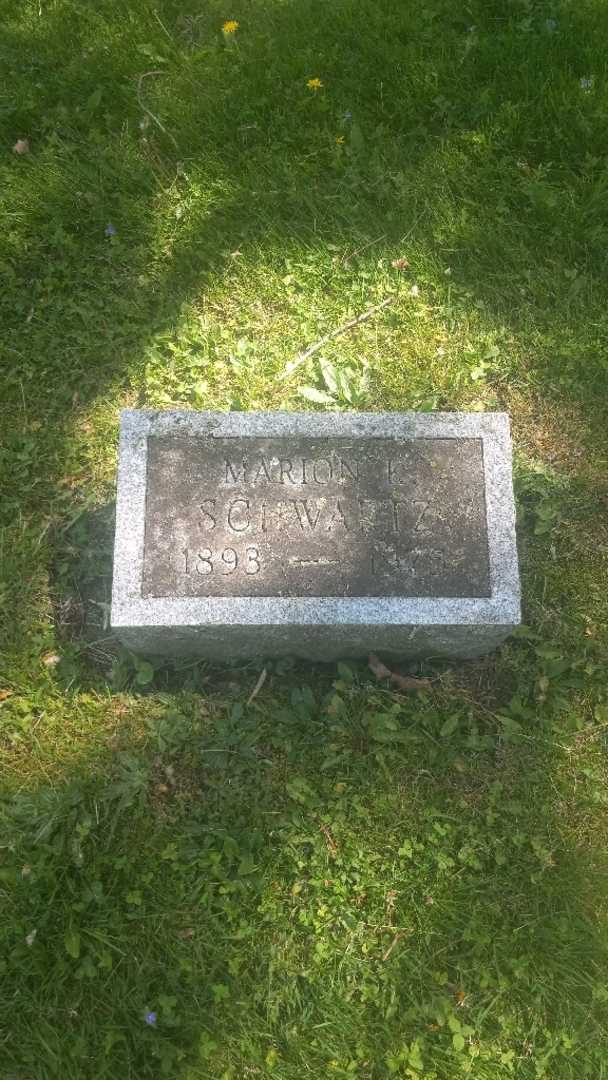 MARION
SCHWARTZ
1893 —